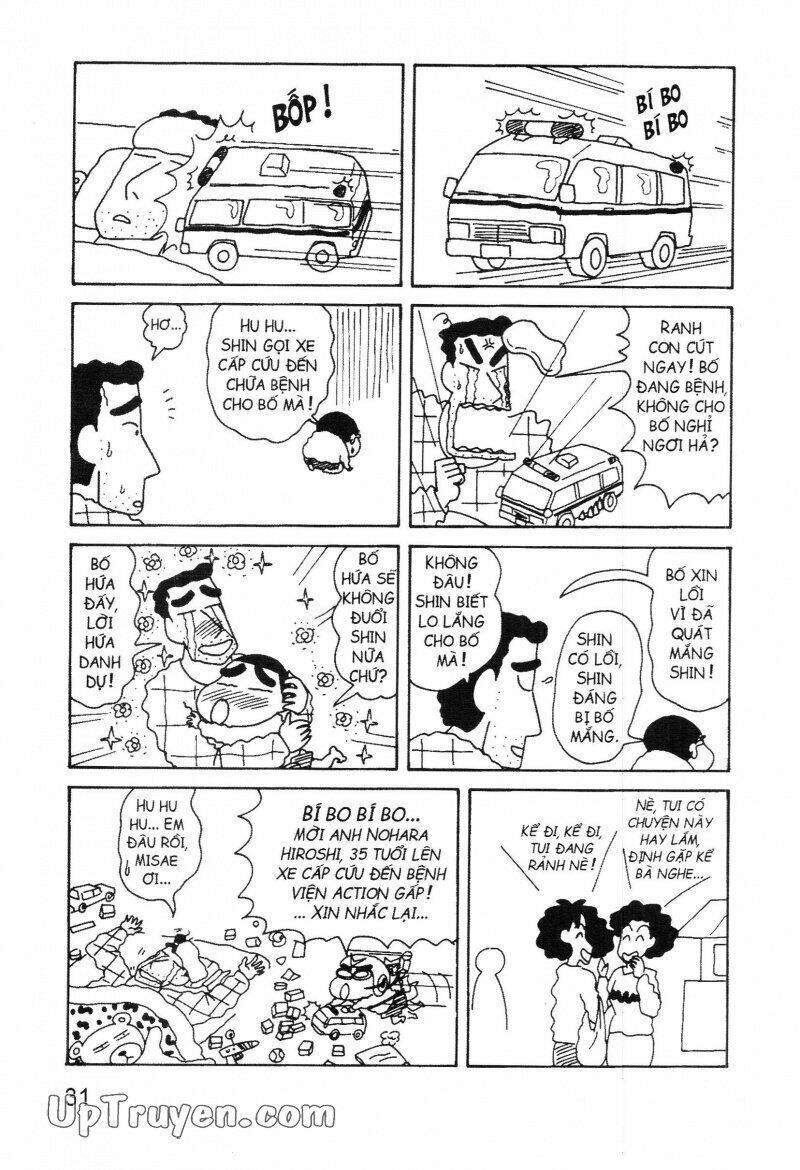 BÍ BO
BÍ BO
BỐP!
RANH
CON CÚT
NGAY! BỐ
ĐANG BỆNH,
KHÔNG CHO
BỐ NGHỈ
NGƠI HẢ?
HU HU...
SHIN GỌI XE
CẤP CỨU ĐẾN
CHỮA BỆNH
CHO BỐ MÀ!
HƠ...
BỐ XIN
LỖI
VÌ ĐÃ
QUÁT
MẮNG
SHIN!
SHIN
CÓ LỖI,
SHIN
ĐÁNG
BỊ BỐ
MẮNG.
KHÔNG
ĐÂU!
SHIN BIẾT
LO LẮNG
CHO BỐ
MÀ!
BỐ
HỨA SẼ
KHÔNG
ĐUỔI
SHIN
NỮA
CHỨ?
BỐ
HỨA
ĐẤY,
LỜI
HỨA
DANH
DỰ!
NÈ, TUI CÓ
CHUYỆN NÀY
HAY LẮM,
ĐỊNH GẶP KỂ
BÀ NGHE...
KỂ ĐI, KỂ ĐI,
TUI ĐANG
RẢNH NÈ!
BÍ BO BÍ BO...
MỜI ANH NOHARA
HIROSHI, 35 TUỔI LÊN
XE CẤP CỨU ĐẾN BỆNH
VIỆN ACTION GẤP!
... XIN NHẮC LẠI...
HU HU
HU... EM
ĐÂU RỒI,
MISAE
ƠI...
31
UpTruyen.com